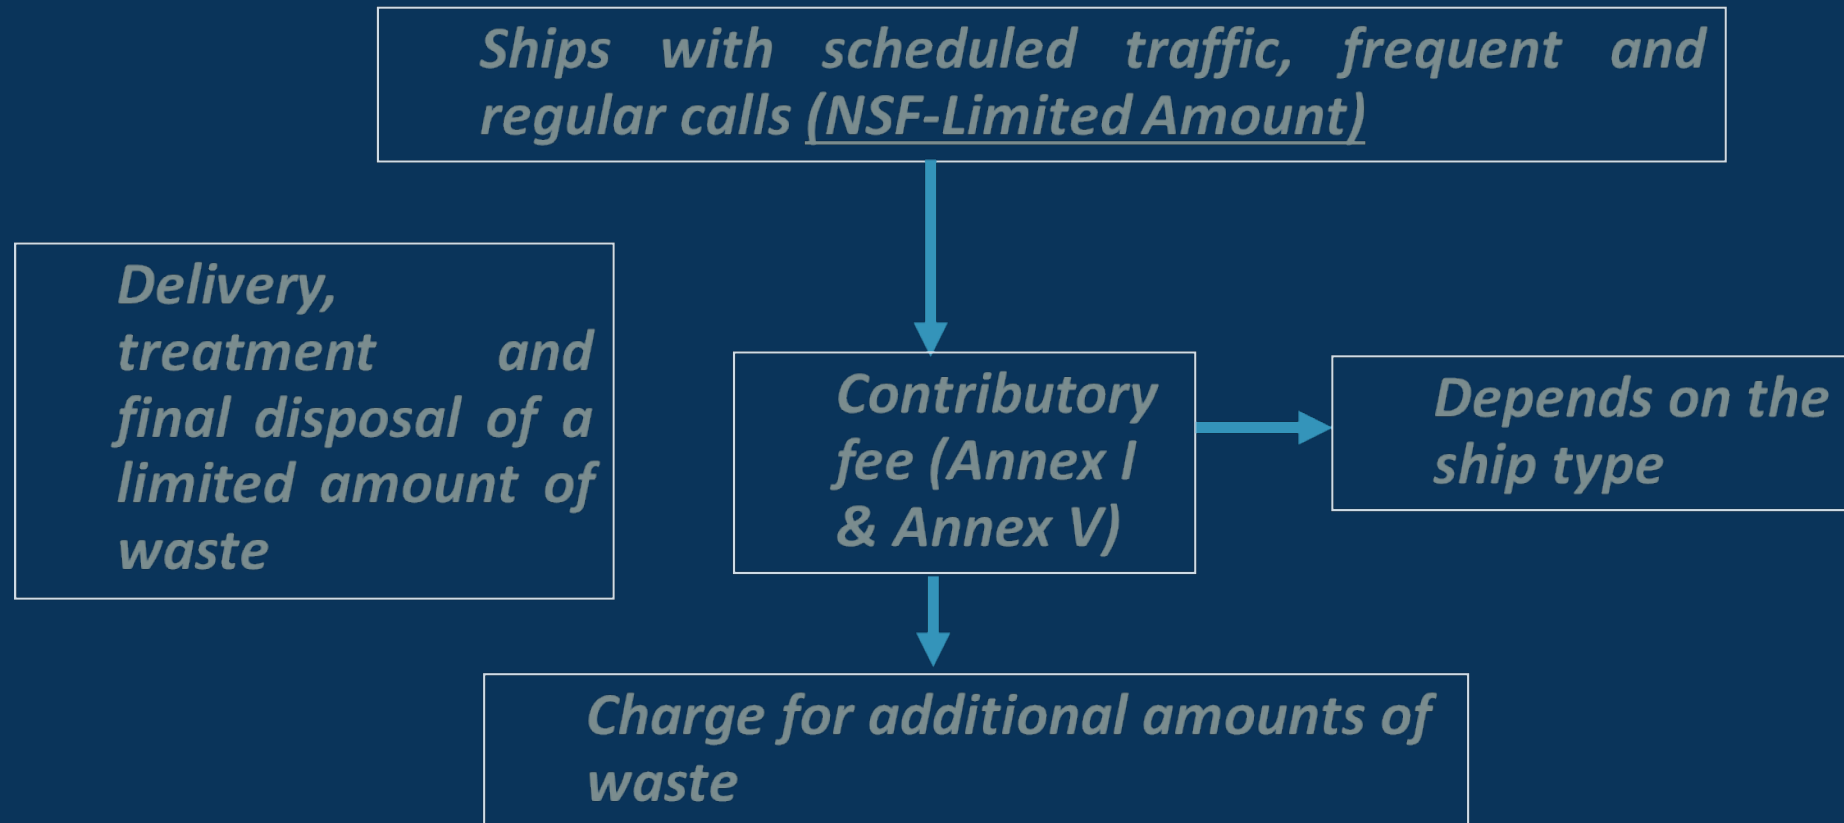 Ships with scheduled traffic, frequent and
regular calls (NSF-Limited Amount)
Delivery,
treatment and
final disposal of a
limited amount of
waste
Contributory
fee (Annex I
& Annex V)
Depends on the
ship type
Charge for additional amounts of
waste